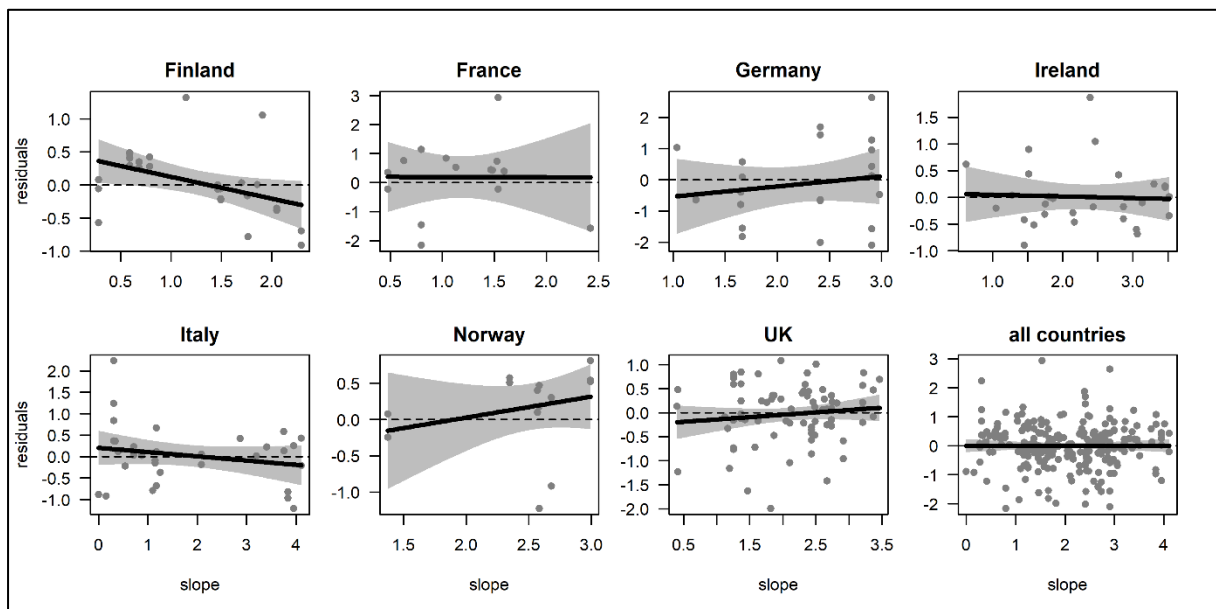 Finland France Germany Ireland
residuals
1.0 0.5 0.0 -0.5 -1.0
3 2 1 0 -1 -2
2 1 0 -1 -2
1.5 1.0 0.5 0.0 -0.5 -1.0
0.5 1.0 1.5 2.0
0.5 1.0 1.5 2.0 2.5
1.0 1.5 2.0 2.5 3.0
1.0 2.0 3.0
Italy Norway UK all countries
residuals
2.0 1.5 1.0 0.5 0.0 -0.5 -1.0
0.5 0.0 -0.5 -1.0
1.0 0.5 0.0 -0.5 -1.0 -1.5 -2.0
3 2 1 0 -1 -2
0 1 2 3 4
1.5 2.0 2.5 3.0
0.5 1.5 2.5 3.5
0 1 2 3 4
slope slope slope slope